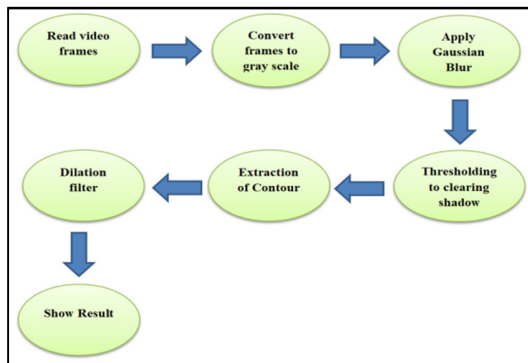 Read video
frames
Convert
frames to
gray scale
Apply
Gaussian
Blur
Thresholding
to clearing
shadow
Extraction
of Contour
Dilation
filter
Show Result